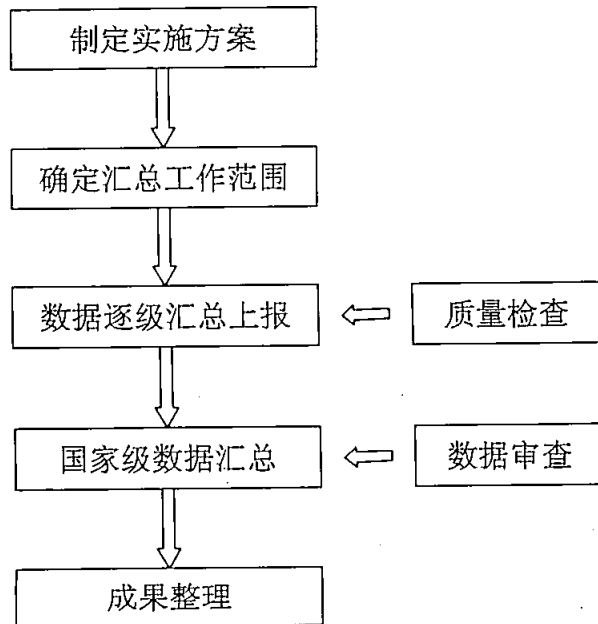 制定实施方案
确定汇总工作范围
数据逐级汇总上报
质量检查
国家级数据汇总
数据审查
成果整理